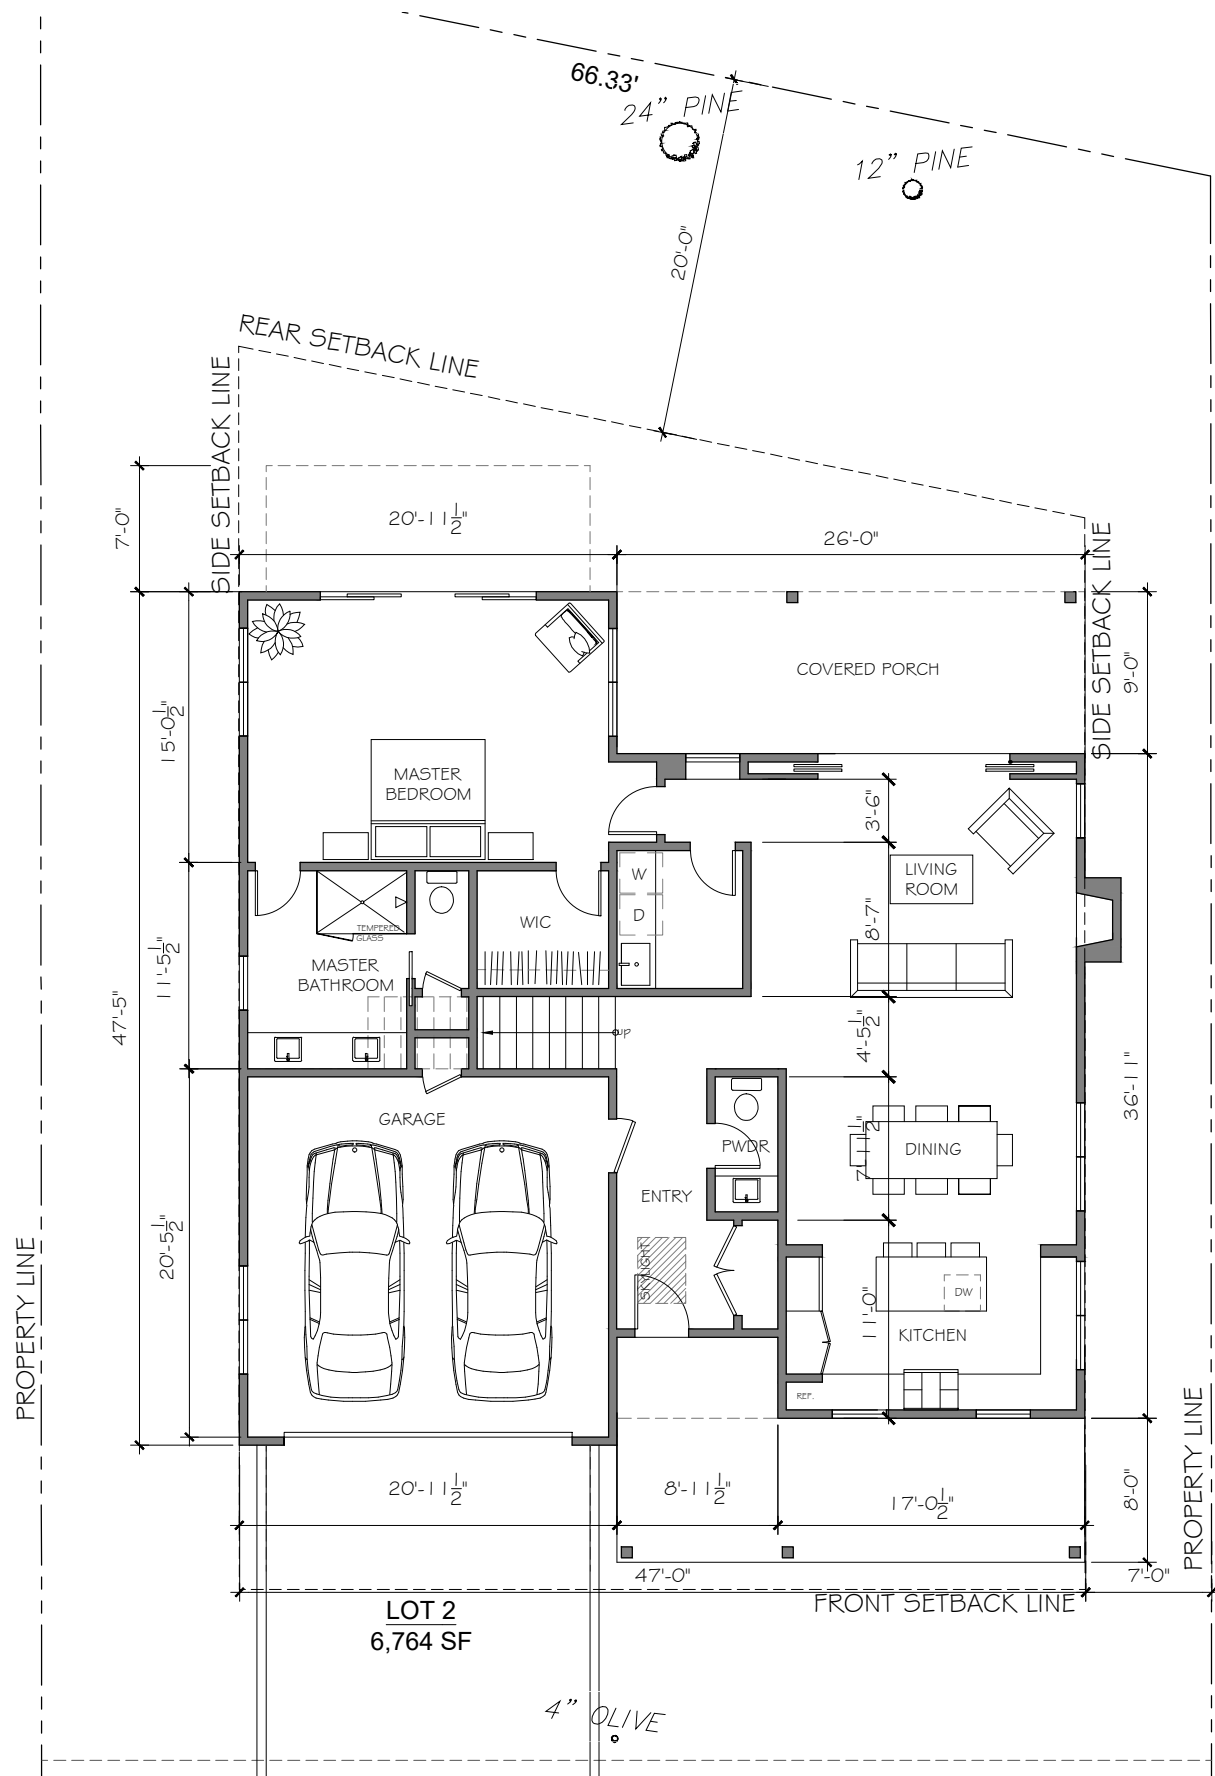 66.33'
24” PINE
12” PINE
20'-0"
REAR SETBACK LINE
SIDE SETBACK LINE
7'-0"
20'-11 1/2"
26'-0"
SIDE SETBACK LINE
COVERED PORCH
9'-0"
15'-0 1/2"
MASTER
BEDROOM
3'-6"
LIVING
ROOM
W
D
WIC
8'-7"
TEMPERED
GLASS
MASTER
BATHROOM
11'-5 1/2"
47'-5"
UP
4'-5 1/2"
36'-11"
GARAGE
PWDR
7'-11 1/2"
DINING
ENTRY
20'-5 1/2"
SKYLIGHT
DW
11'-0"
KITCHEN
REF.
PROPERTY LINE
PROPERTY LINE
20'-11 1/2"
8'-11 1/2"
17'-0 1/2"
8'-0"
47'-0"
7'-0"
FRONT SETBACK LINE
LOT 2
6,764 SF
4” OLIVE